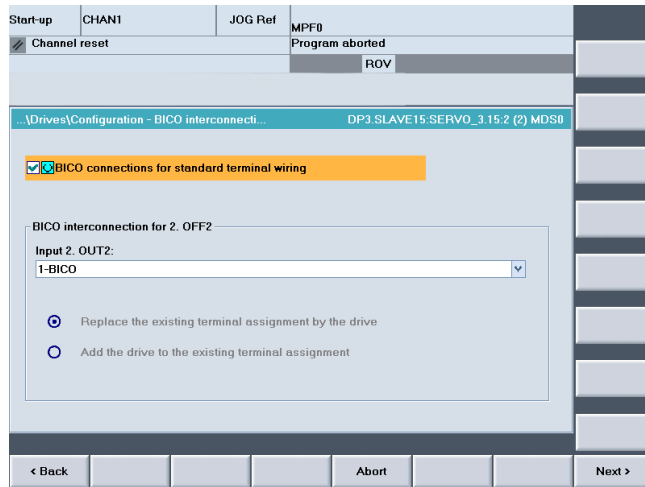 Start-up CHAN1 JOG Ref MPF0
Channel reset Program aborted
ROV
...\Drives\Configuration - BICO interconnecti... DP3.SLAVE15:SERVO_3.15:2 (2) MDS0
BICO connections for standard terminal wiring
BICO interconnection for 2. OFF2
Input 2. OUT2:
1-BICO
Replace the existing terminal assignment by the drive
Add the drive to the existing terminal assignment
< Back Abort Next >